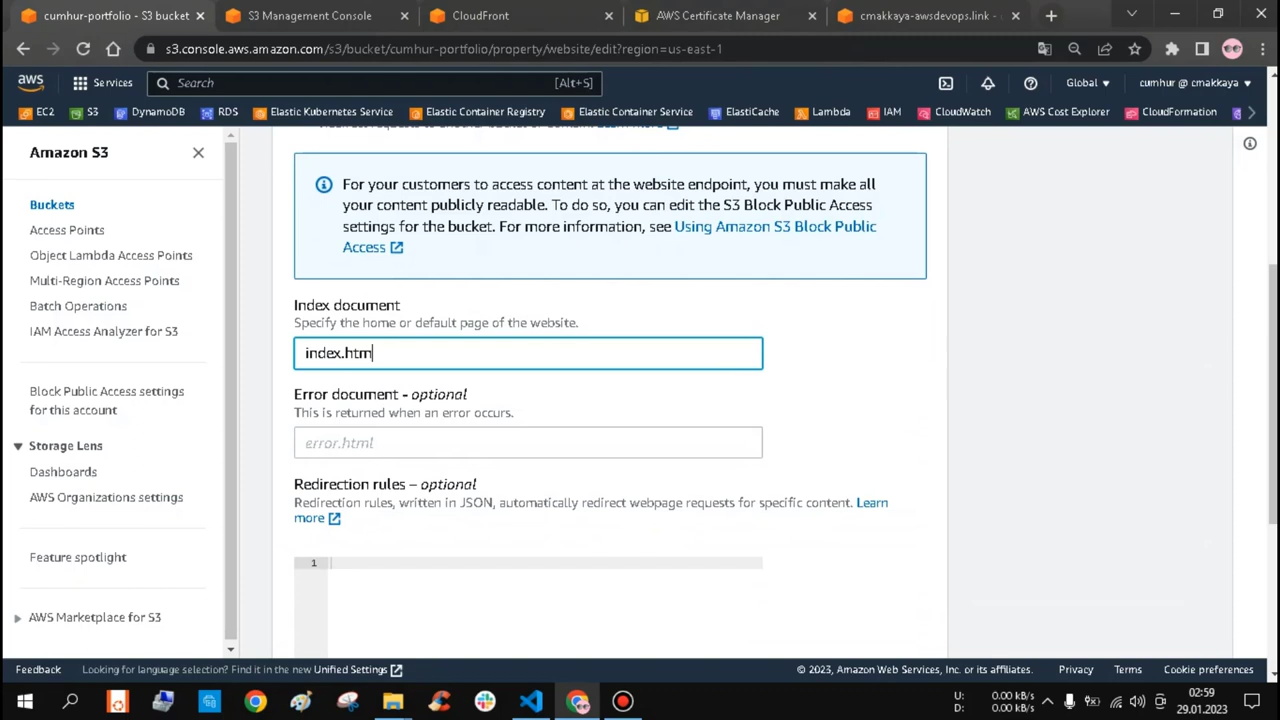 cumhur-portfolio - S3 bucket
S3 Management Console
CloudFront
AWS Certificate Manager
cmakkaya-awsdevops.link -
s3.console.aws.amazon.com/s3/bucket/cumhur-portfolio/property/website/edit?region=us-east-1
aws
Services
Search
[Alt+S]
Global
cumhur @ cmakkaya
EC2
S3
DynamoDB
RDS
Elastic Kubernetes Service
Elastic Container Registry
Elastic Container Service
ElastiCache
Lambda
IAM
CloudWatch
AWS Cost Explorer
CloudFormation
Amazon S3
Buckets
Access Points
Object Lambda Access Points
Multi-Region Access Points
Batch Operations
IAM Access Analyzer for S3
Block Public Access settings
for this account
Storage Lens
Dashboards
AWS Organizations settings
Feature spotlight
AWS Marketplace for S3
For your customers to access content at the website endpoint, you must make all
your content publicly readable. To do so, you can edit the S3 Block Public Access
settings for the bucket. For more information, see Using Amazon S3 Block Public
Access
Index document
Specify the home or default page of the website.
index.htm
Error document - optional
This is returned when an error occurs.
error.html
Redirection rules – optional
Redirection rules, written in JSON, automatically redirect webpage requests for specific content. Learn
more
1
Feedback
Looking for language selection? Find it in the new Unified Settings
© 2023, Amazon Web Services, Inc. or its affiliates.
Privacy
Terms
Cookie preferences
U: 0.00 kB/s
D: 0.00 kB/s
02:59
29.01.2023